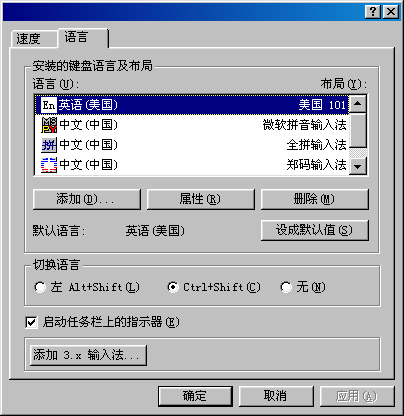 速度 语言
安装的键盘语言及布局
语言(U): 布局(Y):
En 英语(美国) 美国 101
中文(中国) 微软拼音输入法
拼 中文(中国) 全拼输入法
中文(中国) 郑码输入法
添加(D)... 属性(R) 删除(M)
默认语言: 英语(美国) 设成默认值(S)
切换语言
左 Alt+Shift(L) Ctrl+Shift(C) 无(N)
启动任务栏上的指示器(E)
添加 3.x 输入法...
确定 取消 应用(A)